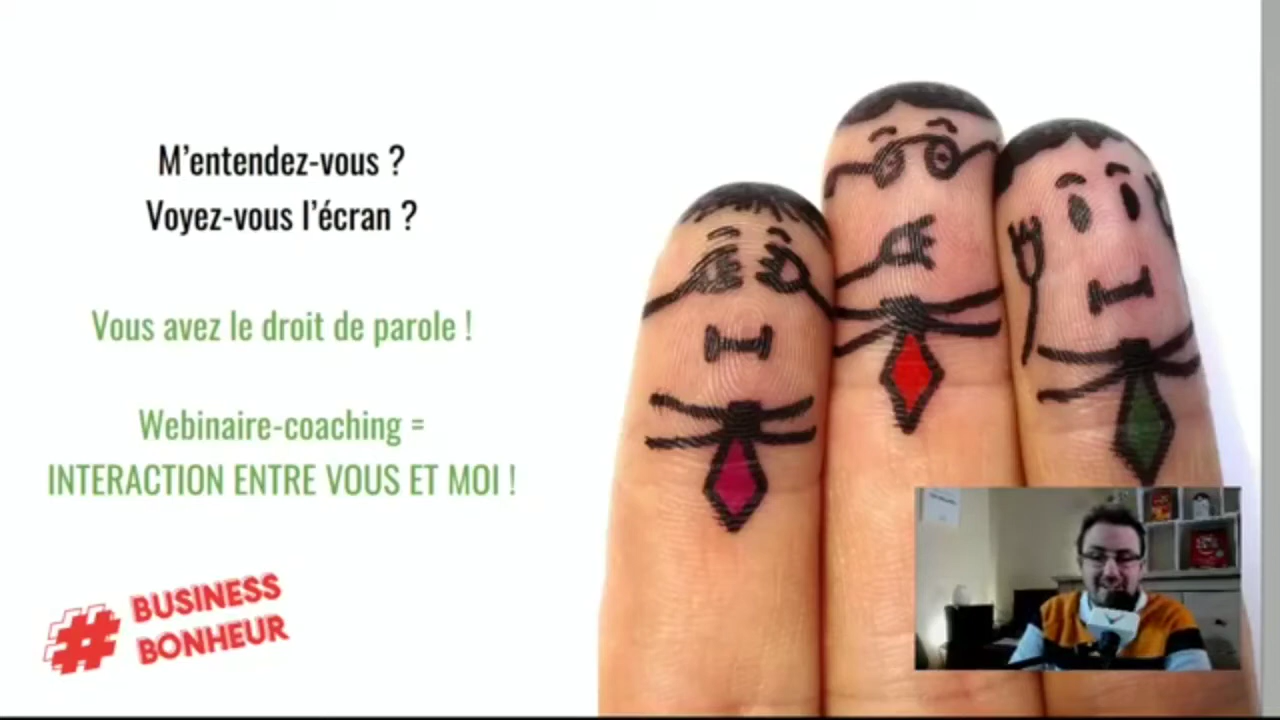 M'entendez-vous ?
Voyez-vous l'écran ?
Vous avez le droit de parole !
Webinaire-coaching =
INTERACTION ENTRE VOUS ET MOI !
# BUSINESS
BONHEUR